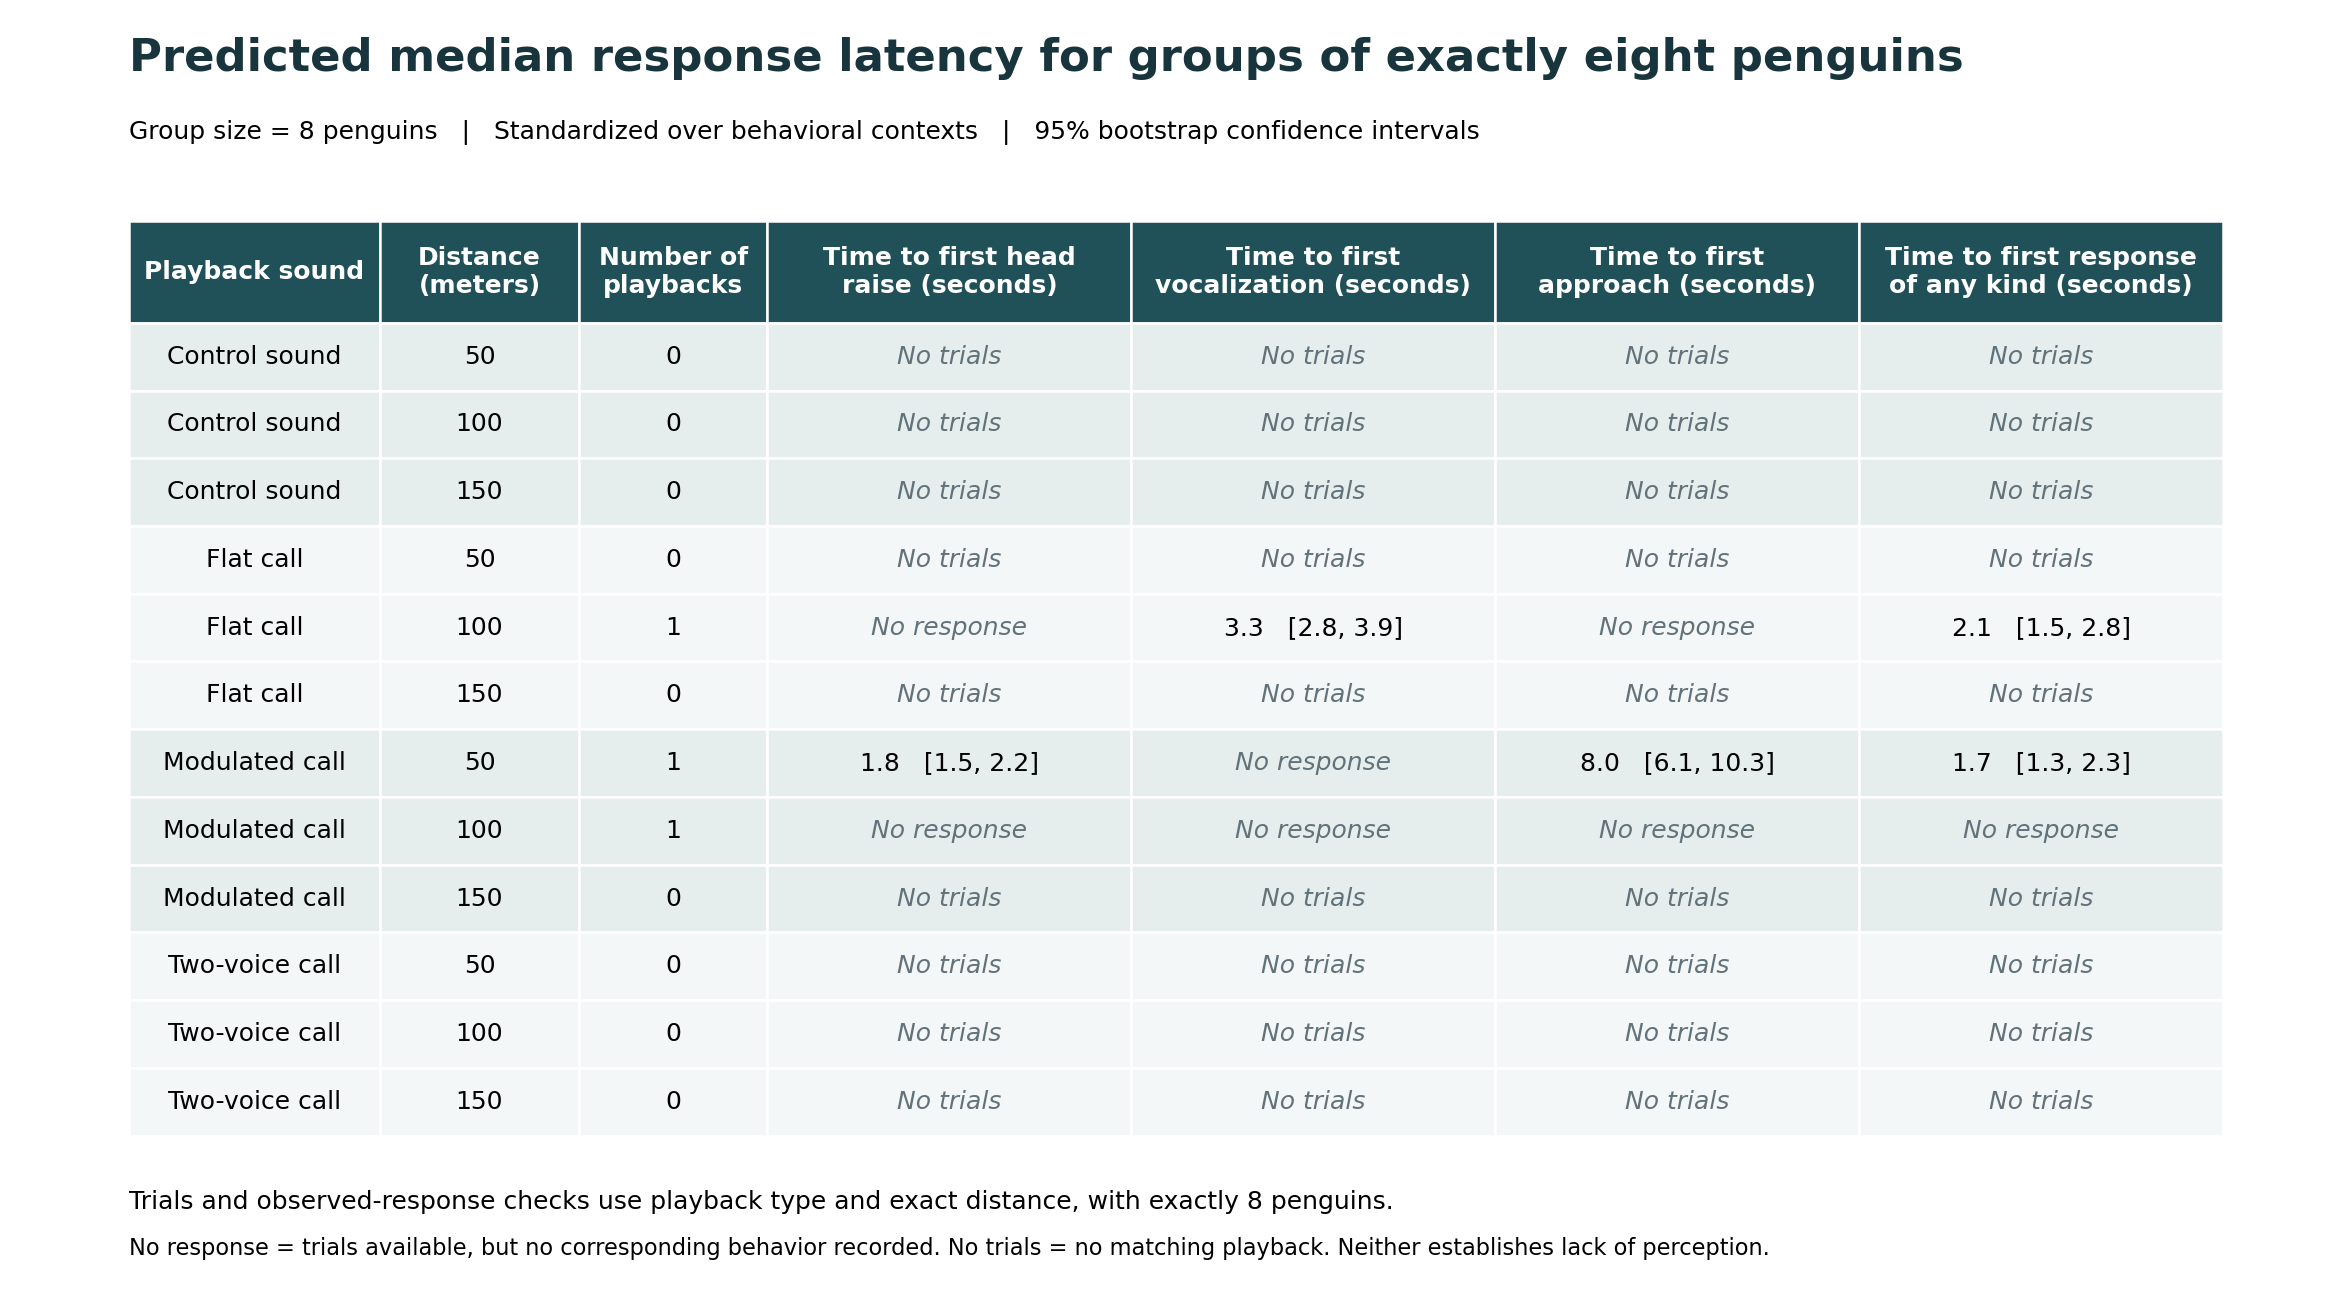 Predicted median response latency for groups of exactly eight penguins
Group size = 8 penguins | Standardized over behavioral contexts | 95% bootstrap confidence intervals
Playback sound Distance (meters) Number of playbacks Time to first head raise (seconds) Time to first vocalization (seconds) Time to first approach (seconds) Time to first response of any kind (seconds)
Control sound 50 0 No trials No trials No trials No trials
Control sound 100 0 No trials No trials No trials No trials
Control sound 150 0 No trials No trials No trials No trials
Flat call 50 0 No trials No trials No trials No trials
Flat call 100 1 No response 3.3 [2.8, 3.9] No response 2.1 [1.5, 2.8]
Flat call 150 0 No trials No trials No trials No trials
Modulated call 50 1 1.8 [1.5, 2.2] No response 8.0 [6.1, 10.3] 1.7 [1.3, 2.3]
Modulated call 100 1 No response No response No response No response
Modulated call 150 0 No trials No trials No trials No trials
Two-voice call 50 0 No trials No trials No trials No trials
Two-voice call 100 0 No trials No trials No trials No trials
Two-voice call 150 0 No trials No trials No trials No trials
Trials and observed-response checks use playback type and exact distance, with exactly 8 penguins.
No response = trials available, but no corresponding behavior recorded. No trials = no matching playback. Neither establishes lack of perception.